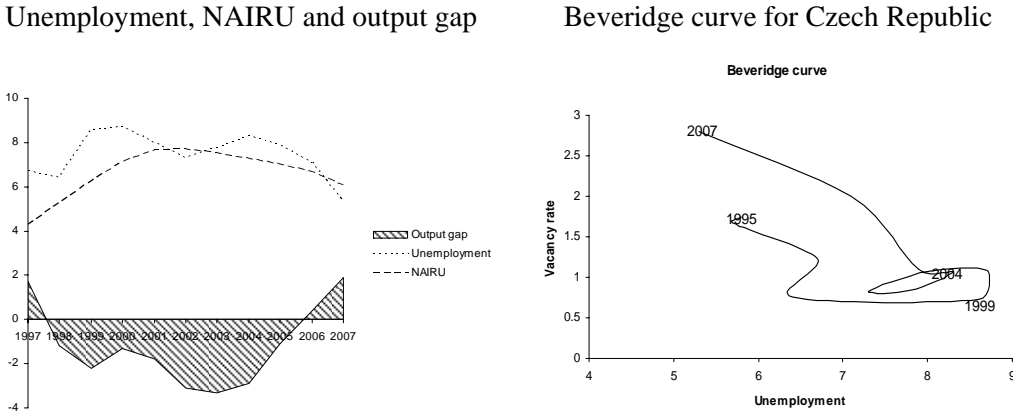 Unemployment, NAIRU and output gap
10
8
6
4
2
0
-2
-4
1997 1998 1999 2000 2001 2002 2003 2004 2005 2006 2007
Output gap
Unemployment
NAIRU
Beveridge curve for Czech Republic
Beveridge curve
Vacancy rate
3
2.5
2
1.5
1
0.5
0
2007
1995
2004
1999
4 5 6 7 8 9
Unemployment